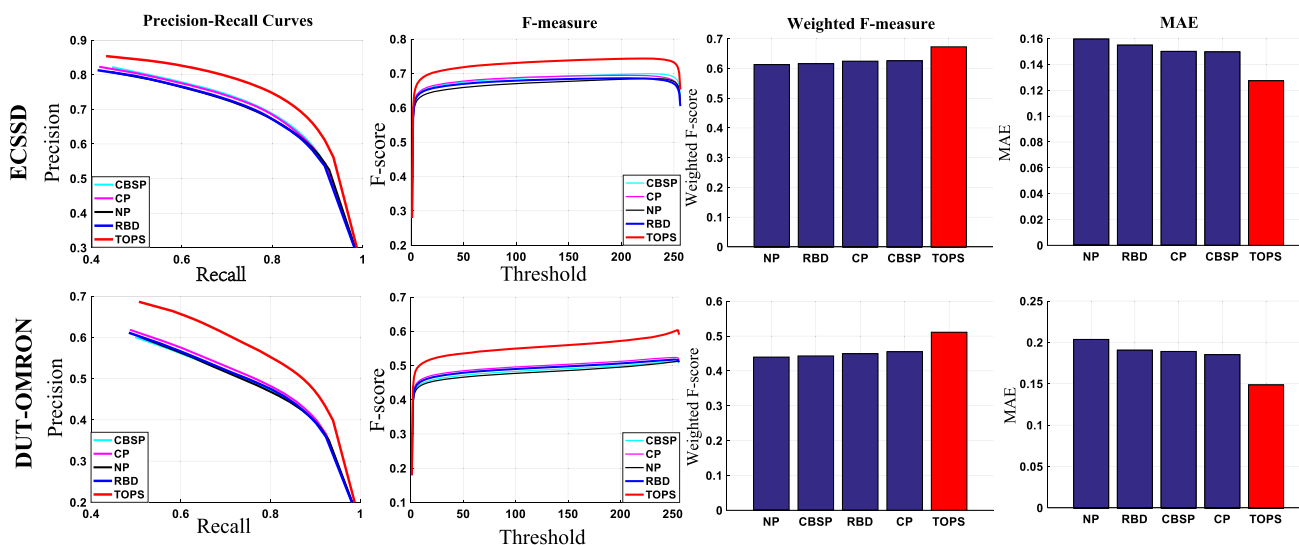 Precision-Recall Curves
F-measure
Weighted F-measure
MAE
ECSSD
Precision
0.9
0.8
0.7
0.6
0.5
0.4
0.3
CBSP
CP
NP
RBD
TOPS
0.4
0.6
0.8
1
Recall
F-score
0.8
0.7
0.6
0.5
0.4
0.3
0.2
CBSP
CP
NP
RBD
TOPS
0
50
100
150
200
250
Threshold
Weighted F-score
0.7
0.6
0.5
0.4
0.3
0.2
0.1
0
NP
RBD
CP
CBSP
TOPS
MAE
0.16
0.14
0.12
0.1
0.08
0.06
0.04
0.02
0
NP
RBD
CP
CBSP
TOPS
DUT-OMRON
Precision
0.7
0.6
0.5
0.4
0.3
0.2
CBSP
CP
NP
RBD
TOPS
0.4
0.6
0.8
1
Recall
F-score
0.7
0.6
0.5
0.4
0.3
0.2
0.1
CBSP
CP
NP
RBD
TOPS
0
50
100
150
200
250
Threshold
Weighted F-score
0.6
0.5
0.4
0.3
0.2
0.1
0
NP
CBSP
RBD
CP
TOPS
MAE
0.25
0.2
0.15
0.1
0.05
0
NP
RBD
CBSP
CP
TOPS